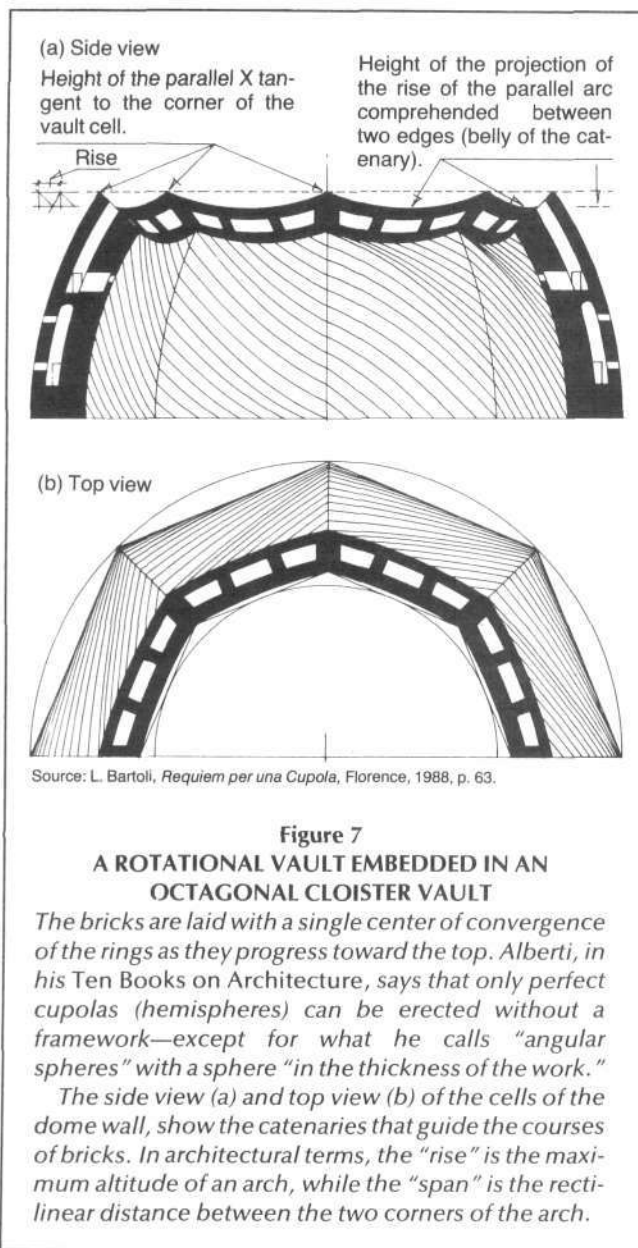 (a) Side view
Height of the parallel X tan-
gent to the corner of the
vault cell.
Rise
Height of the projection of
the rise of the parallel arc
comprehended between
two edges (belly of the cat-
enary).
(b) Top view
Source: L. Bartoli, Requiem per una Cupola, Florence, 1988, p. 63.
Figure 7
A ROTATIONAL VAULT EMBEDDED IN AN
OCTAGONAL CLOISTER VAULT
The bricks are laid with a single center of convergence
of the rings as they progress toward the top. Alberti, in
his Ten Books on Architecture, says that only perfect
cupolas (hemispheres) can be erected without a
framework—except for what he calls “angular
spheres” with a sphere “in the thickness of the work.”
The side view (a) and top view (b) of the cells of the
dome wall, show the catenaries that guide the courses
of bricks. In architectural terms, the “rise” is the maxi-
mum altitude of an arch, while the “span” is the recti-
linear distance between the two corners of the arch.